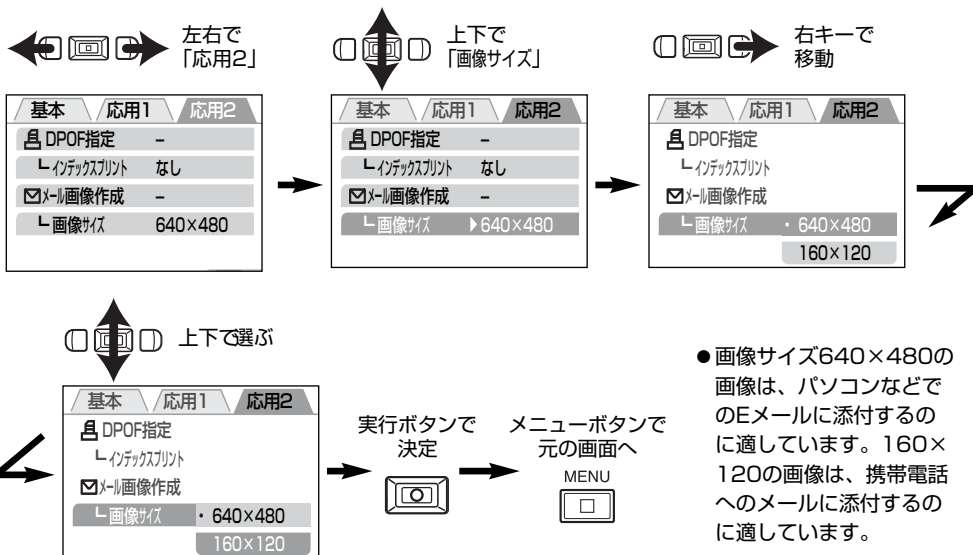 左右で
「応用2」
基本 応用1 応用2
DPOF指定 –
インデックスプリント なし
メール画像作成 –
画像サイズ 640×480
上下で
「画像サイズ」
基本 応用1 応用2
DPOF指定 –
インデックスプリント なし
メール画像作成 –
画像サイズ 640×480
右キーで
移動
基本 応用1 応用2
DPOF指定
インデックスプリント
メール画像作成
画像サイズ ・640×480
160×120
上下で選ぶ
基本 応用1 応用2
DPOF指定
インデックスプリント
メール画像作成
画像サイズ ・640×480
160×120
実行ボタンで
決定
メニューボタンで
元の画面へ
MENU
●画像サイズ640×480の
画像は、パソコンなどで
のEメールに添付するの
に適しています。160×
120の画像は、携帯電話
へのメールに添付するの
に適しています。